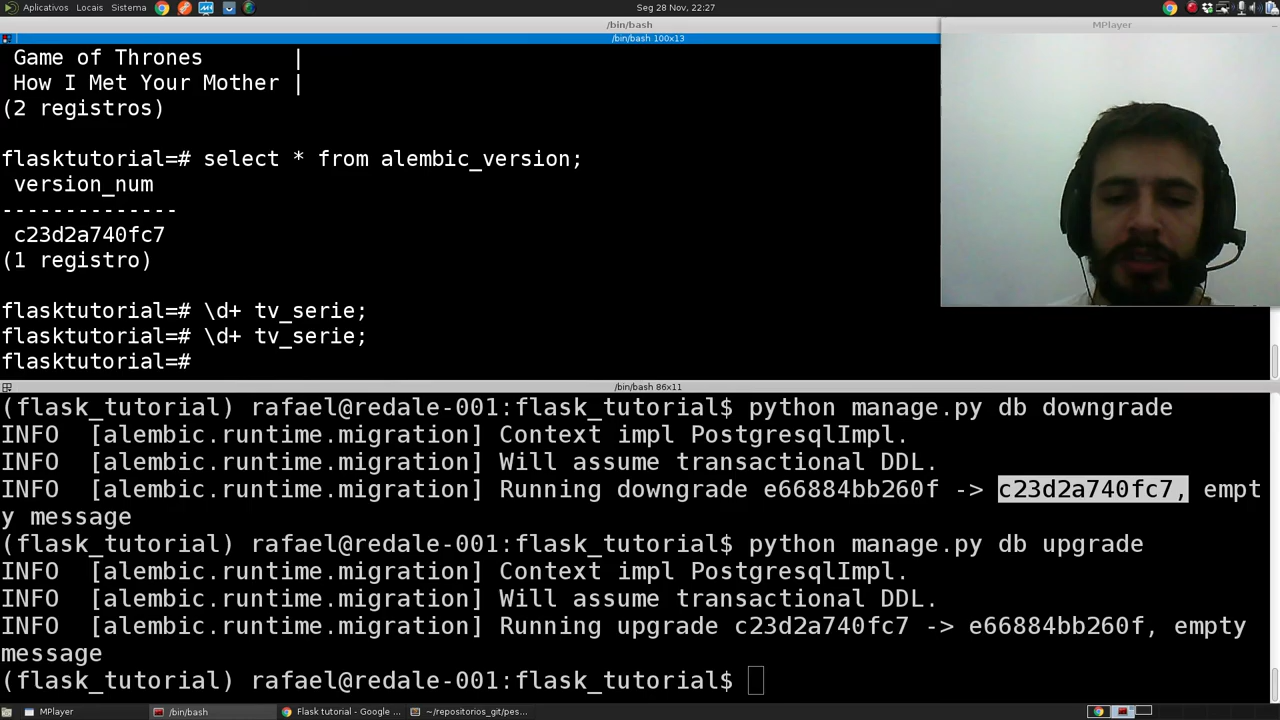 Aplicativos Locais Sistema
Seg 28 Nov, 22:27
/bin/bash
MPlayer
/bin/bash 100x13
Game of Thrones |
How I Met Your Mother |
(2 registros)
flasktutorial=# select * from alembic_version;
version_num
--------------
c23d2a740fc7
(1 registro)
flasktutorial=# \d+ tv_serie;
flasktutorial=# \d+ tv_serie;
flasktutorial=#
/bin/bash 86x11
(flask_tutorial) rafael@redale-001:flask_tutorial$ python manage.py db downgrade
INFO [alembic.runtime.migration] Context impl PostgresqlImpl.
INFO [alembic.runtime.migration] Will assume transactional DDL.
INFO [alembic.runtime.migration] Running downgrade e66884bb260f -> c23d2a740fc7, empt
y message
(flask_tutorial) rafael@redale-001:flask_tutorial$ python manage.py db upgrade
INFO [alembic.runtime.migration] Context impl PostgresqlImpl.
INFO [alembic.runtime.migration] Will assume transactional DDL.
INFO [alembic.runtime.migration] Running upgrade c23d2a740fc7 -> e66884bb260f, empty
message
(flask_tutorial) rafael@redale-001:flask_tutorial$
MPlayer
/bin/bash
Flask tutorial - Google ...
~/repositorios_git/pes...